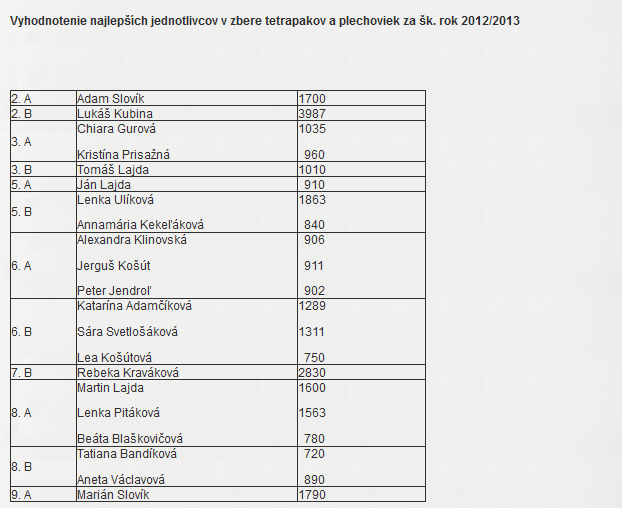 Vyhodnotenie najlepších jednotlivcov v zbere tetrapakov a plechoviek za šk. rok 2012/2013
2. A Adam Slovík 1700
2. B Lukáš Kubina 3987
3. A Chiara Gurová 1035
Kristína Prisažná 960
3. B Tomáš Lajda 1010
5. A Ján Lajda 910
5. B Lenka Ulíková 1863
Annamária Kekeľáková 840
6. A Alexandra Klinovská 906
Jerguš Košút 911
Peter Jendroľ 902
6. B Katarína Adamčíková 1289
Sára Svetlošáková 1311
Lea Košútová 750
7. B Rebeka Kraváková 2830
8. A Martin Lajda 1600
Lenka Pitáková 1563
Beáta Blaškovičová 780
8. B Tatiana Bandíková 720
Aneta Václavová 890
9. A Marián Slovík 1790